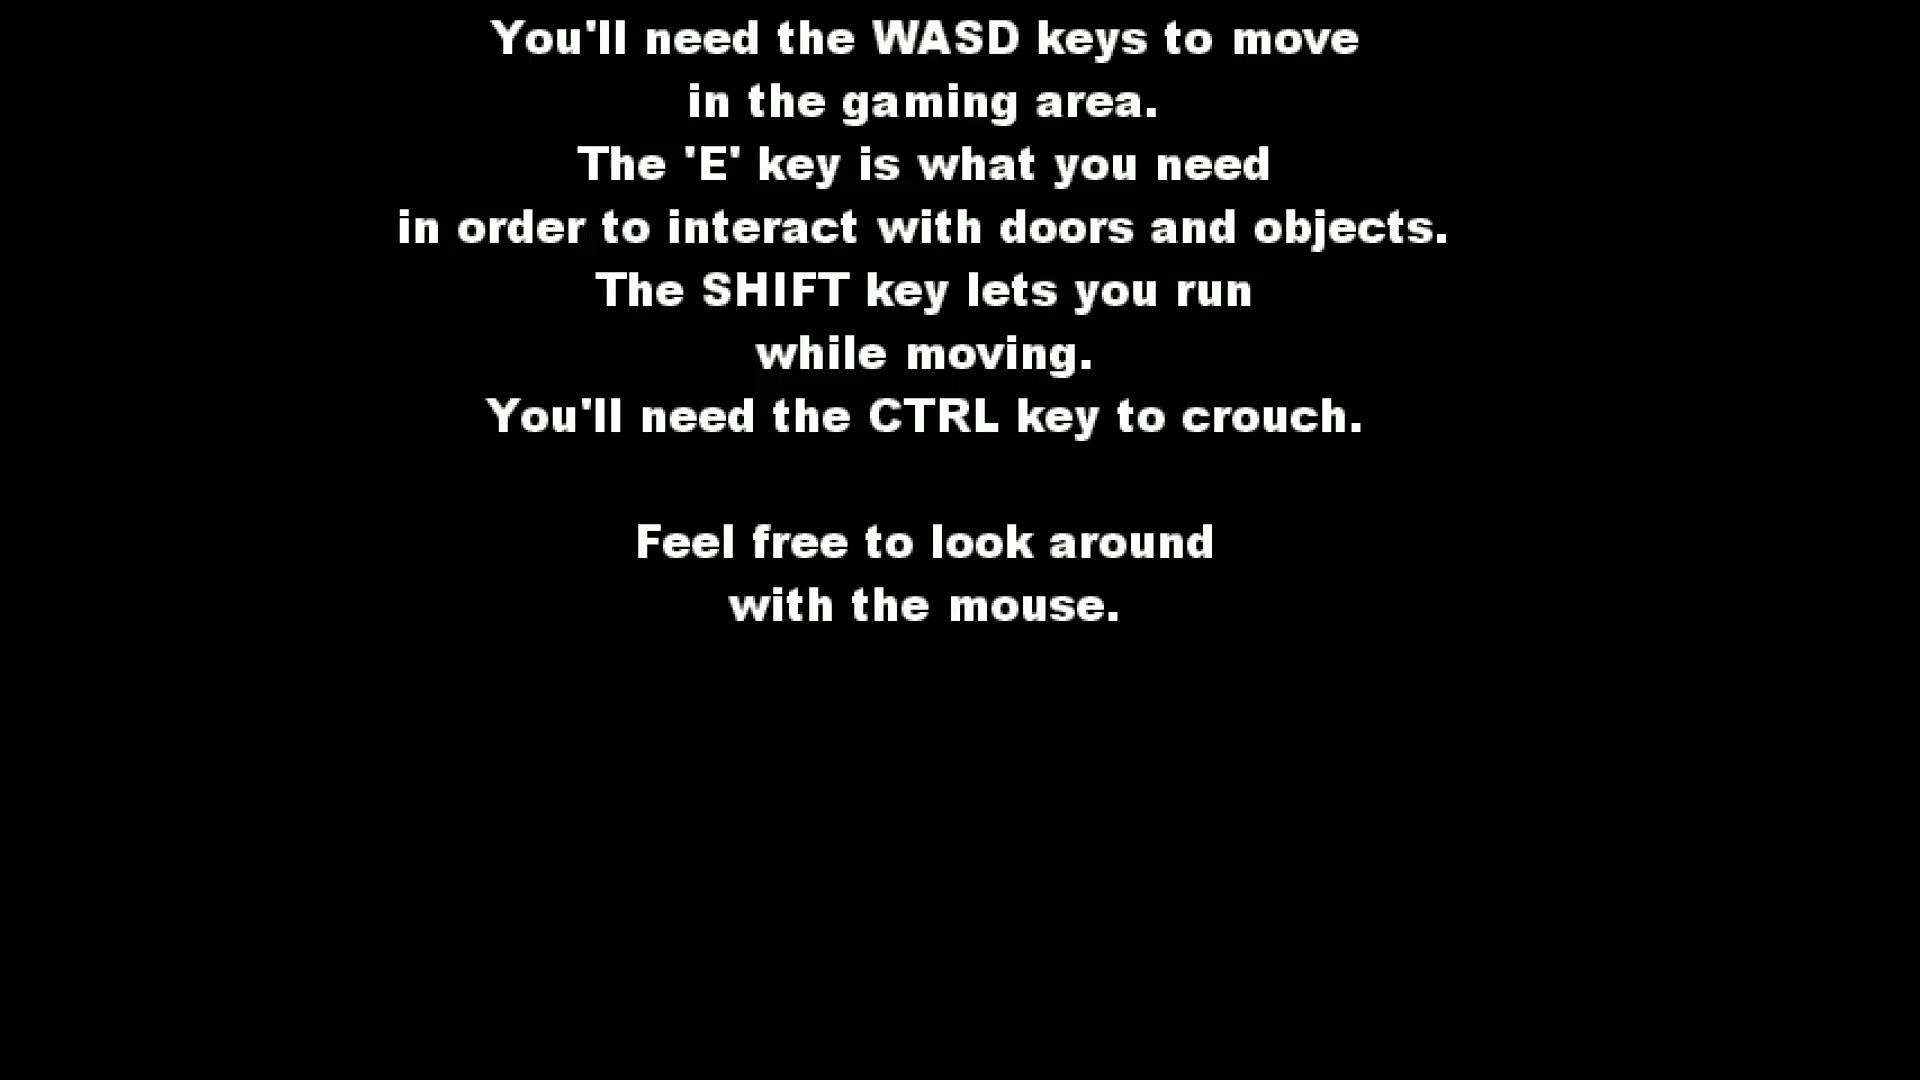 You'll need the WASD keys to move
in the gaming area.
The 'E' key is what you need
in order to interact with doors and objects.
The SHIFT key lets you run
while moving.
You'll need the CTRL key to crouch.
Feel free to look around
with the mouse.